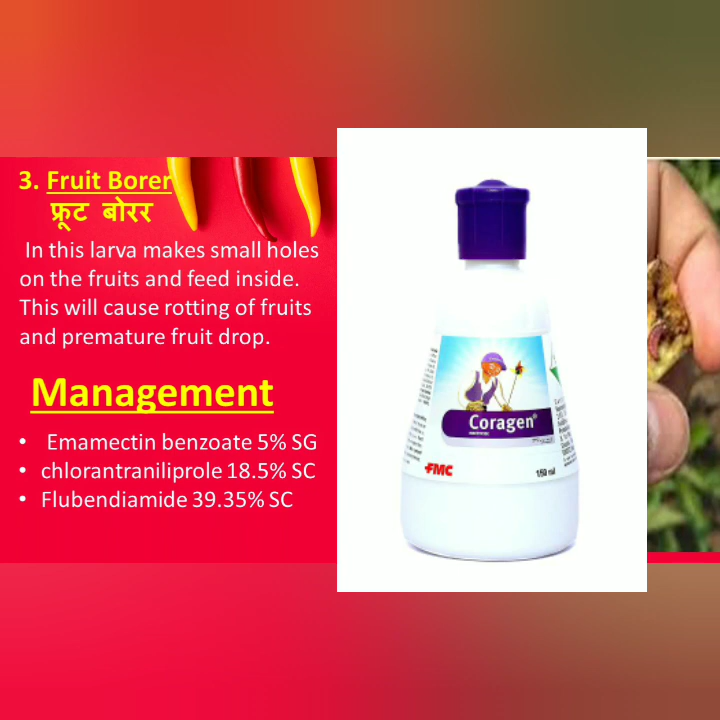 3. Fruit Borer
फ्रूट बोरर
In this larva makes small holes
on the fruits and feed inside.
This will cause rotting of fruits
and premature fruit drop.
Management
• Emamectin benzoate 5% SG
• chlorantraniliprole 18.5% SC
• Flubendiamide 39.35% SC
Coragen®
FMC
150 ml